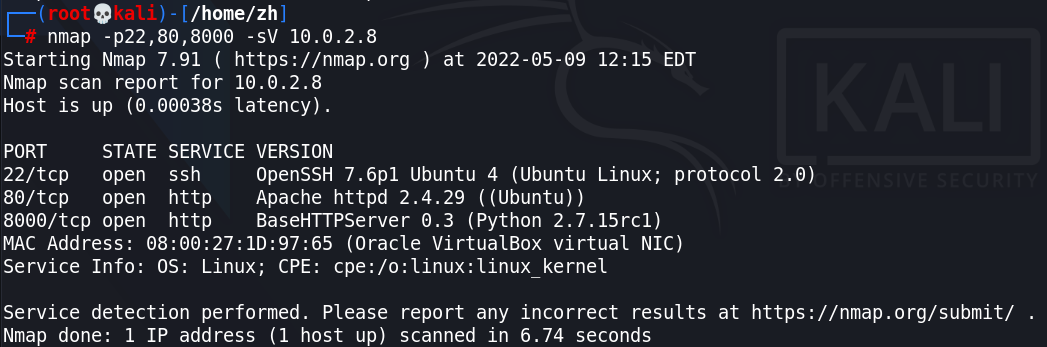 ┌──(root💀kali)-[/home/zh]
└─# nmap -p22,80,8000 -sV 10.0.2.8
Starting Nmap 7.91 ( https://nmap.org ) at 2022-05-09 12:15 EDT
Nmap scan report for 10.0.2.8
Host is up (0.00038s latency).

PORT     STATE SERVICE VERSION
22/tcp   open  ssh     OpenSSH 7.6p1 Ubuntu 4 (Ubuntu Linux; protocol 2.0)
80/tcp   open  http    Apache httpd 2.4.29 ((Ubuntu))
8000/tcp open  http    BaseHTTPServer 0.3 (Python 2.7.15rc1)
MAC Address: 08:00:27:1D:97:65 (Oracle VirtualBox virtual NIC)
Service Info: OS: Linux; CPE: cpe:/o:linux:linux_kernel

Service detection performed. Please report any incorrect results at https://nmap.org/submit/ .
Nmap done: 1 IP address (1 host up) scanned in 6.74 seconds
KALI
BY OFFENSIVE SECURITY